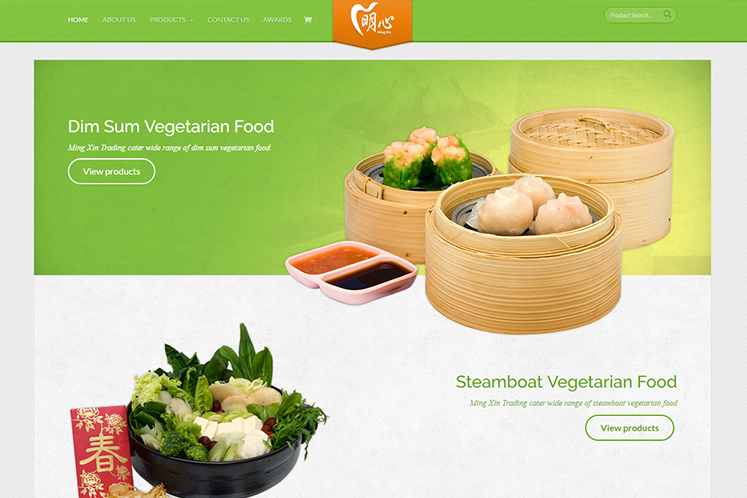 HOME ABOUT US PRODUCTS CONTACT US AWARDS
明心
Ming Xin
Product Search...
Dim Sum Vegetarian Food
Ming Xin Trading cater wide range of dim sum vegetarian food
View products
Steamboat Vegetarian Food
Ming Xin Trading cater wide range of steamboat vegetarian food
View products
春